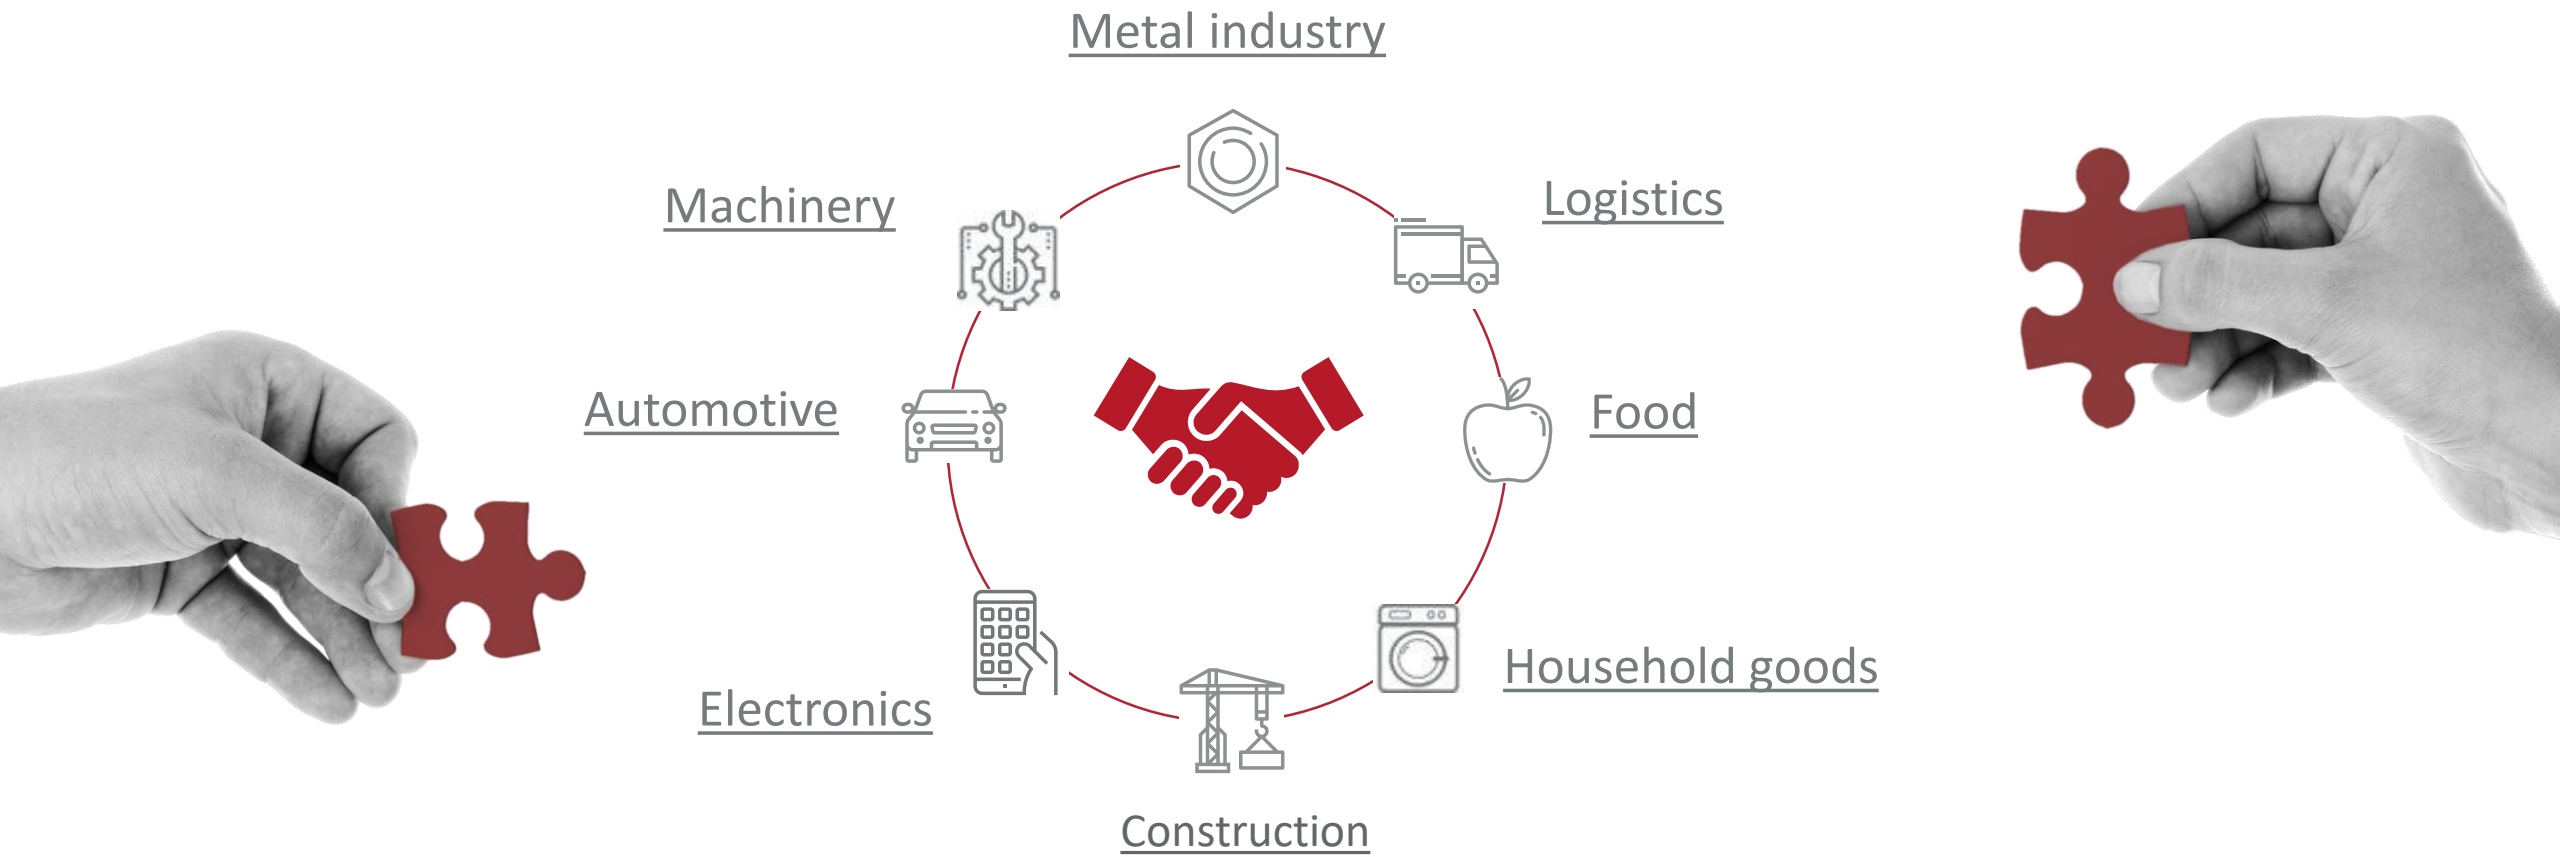 Metal industry
Machinery
Logistics
Automotive
Food
Household goods
Electronics
Construction